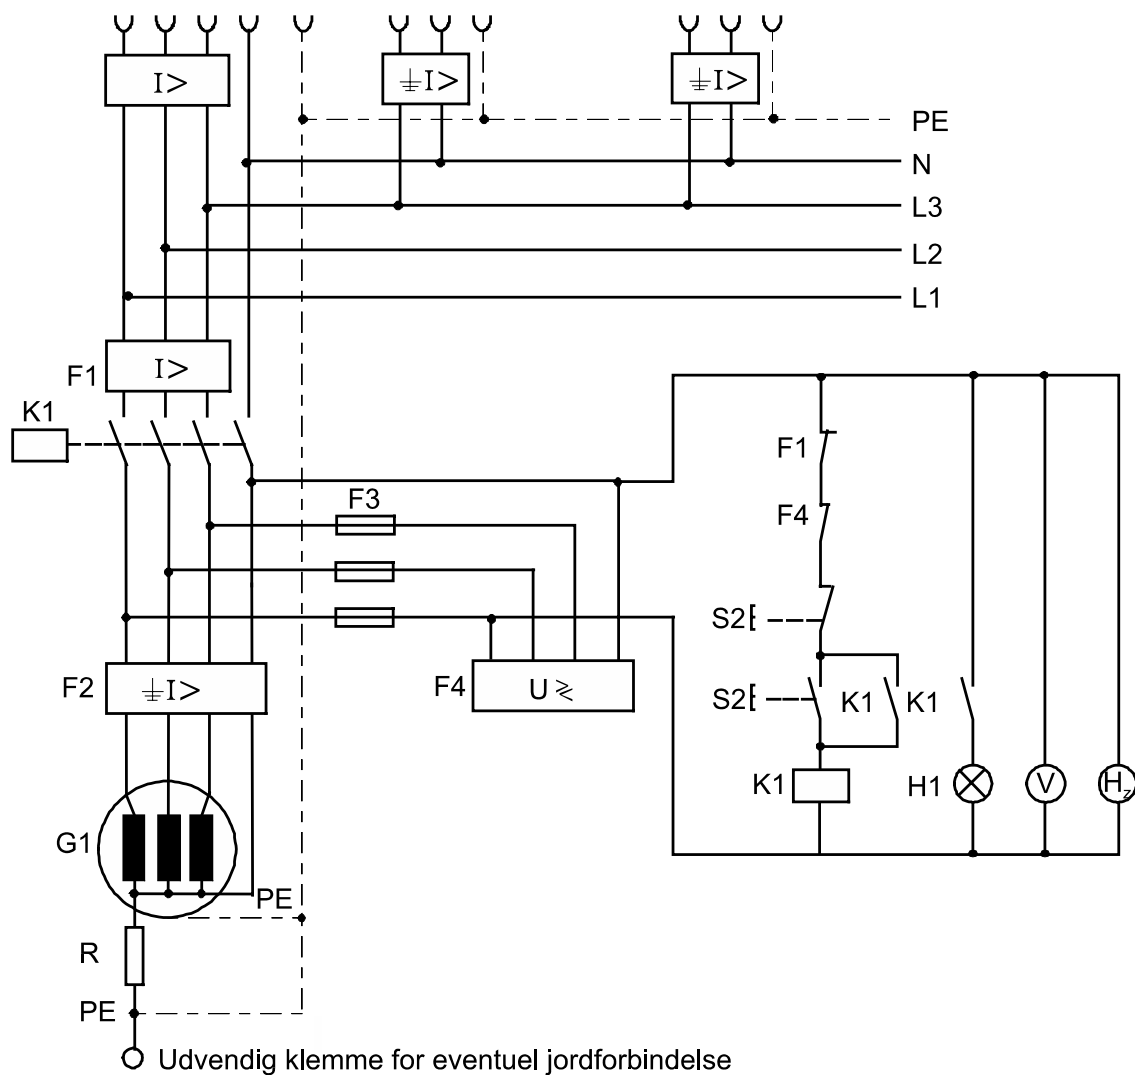 I>
⏚I>
⏚I>
PE
N
L3
L2
L1
F1
I>
K1
F3
F1
F4
S2
F2
⏚I>
F4
U ≷
S2
K1
K1
K1
H1
V
Hz
G1
PE
R
PE
Udvendig klemme for eventuel jordforbindelse